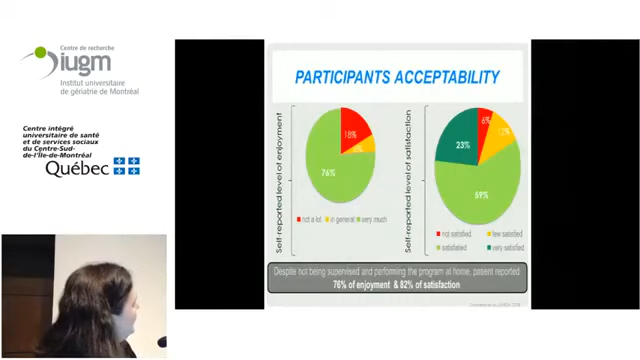 Centre de recherche
iugm
Institut universitaire
de gériatrie de Montréal
Centre intégré
universitaire de santé
et de services sociaux
du Centre-Sud-
de-l'Île-de-Montréal
Québec
PARTICIPANTS ACCEPTABILITY
Self-reported level of enjoyment
18%
76%
not a lot
in general
very much
Self-reported level of satisfaction
6%
12%
23%
59%
not satisfied
few satisfied
satistiated
very satisfied
Despite not being supervised and performing the program at home, patient reported
76% of enjoyment & 82% of satisfaction